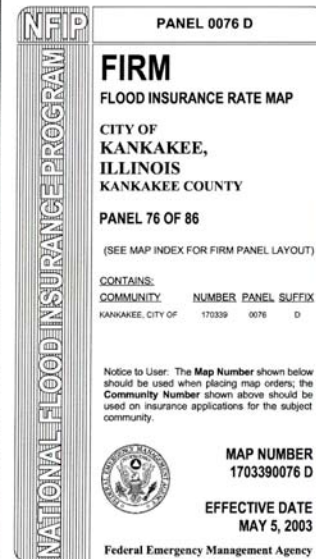 NFIP
NATIONAL FLOOD INSURANCE PROGRAM
PANEL 0076 D
FIRM
FLOOD INSURANCE RATE MAP
CITY OF
KANKAKEE,
ILLINOIS
KANKAKEE COUNTY
PANEL 76 OF 86
(SEE MAP INDEX FOR FIRM PANEL LAYOUT)
CONTAINS:
COMMUNITY NUMBER PANEL SUFFIX
KANKAKEE, CITY OF 170339 0076 D
Notice to User: The Map Number shown below
should be used when placing map orders; the
Community Number shown above should be
used on insurance applications for the subject
community.
MAP NUMBER
1703390076 D
EFFECTIVE DATE
MAY 5, 2003
FEDERAL EMERGENCY MANAGEMENT AGENCY
Federal Emergency Management Agency